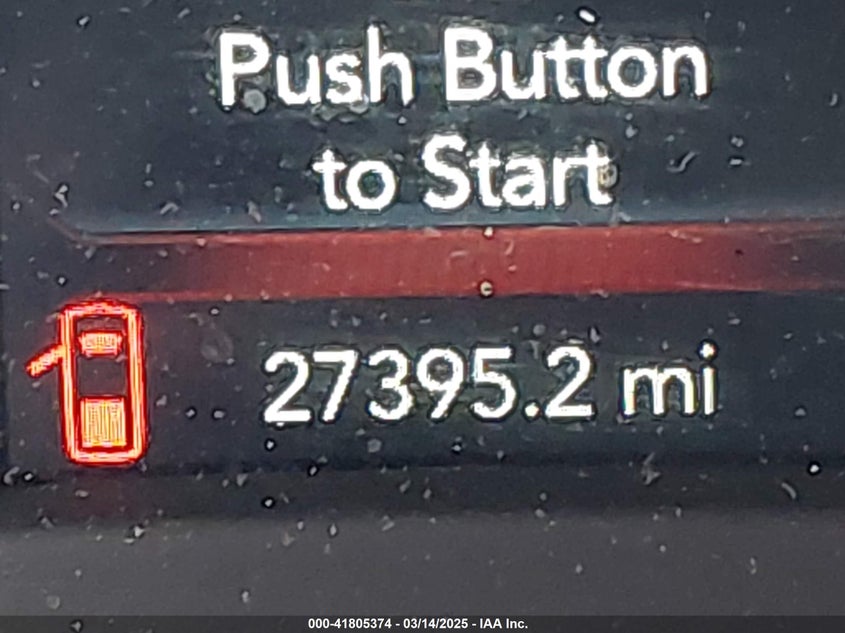 Push Button
to Start
27395.2 mi
000-41805374 - 03/14/2025 - IAA Inc.